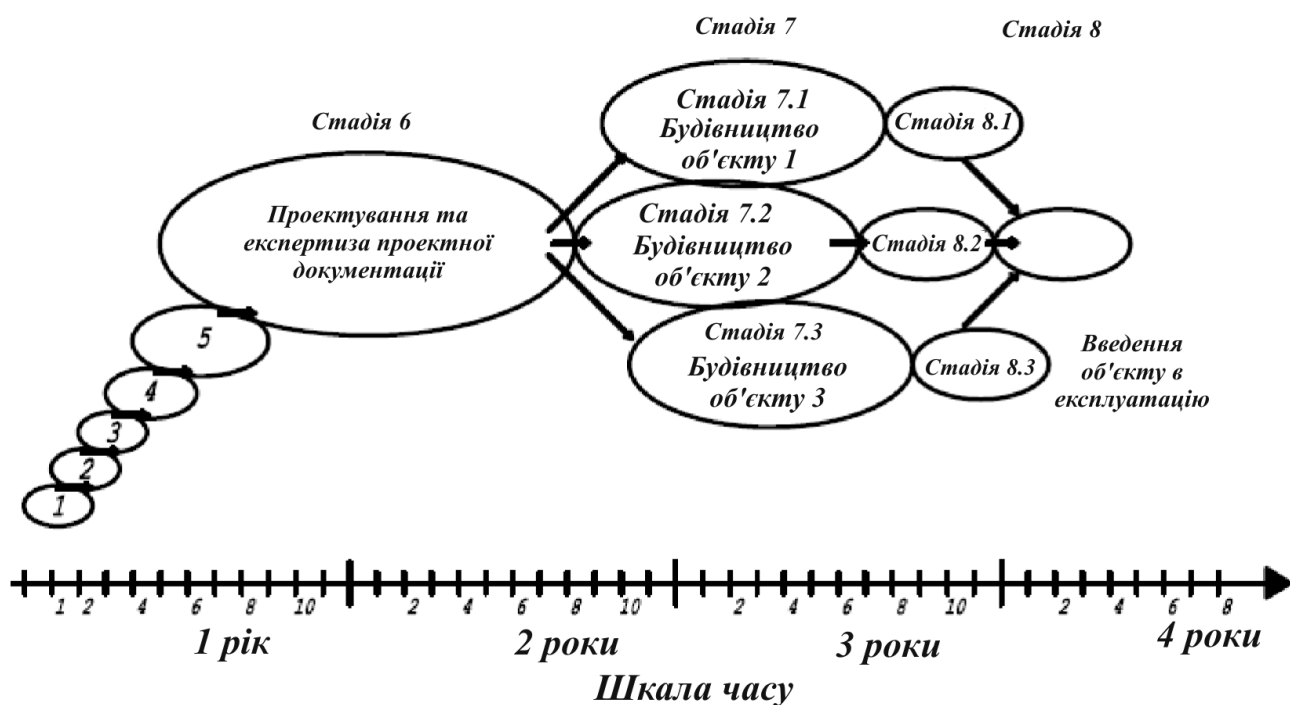 Стадія 7
Стадія 8
Стадія 6
Стадія 7.1
Будівництво
об'єкту 1
Стадія 8.1
Проектування та
експертиза проектної
документації
Стадія 7.2
Будівництво
об'єкту 2
Стадія 8.2
Стадія 7.3
Будівництво
об'єкту 3
Стадія 8.3
Введення
об'єкту в
експлуатацію
5
4
3
2
1
1 2 4 6 8 10 2 4 6 8 10 2 4 6 8 10 2 4 6 8
1 рік 2 роки 3 роки 4 роки
Шкала часу